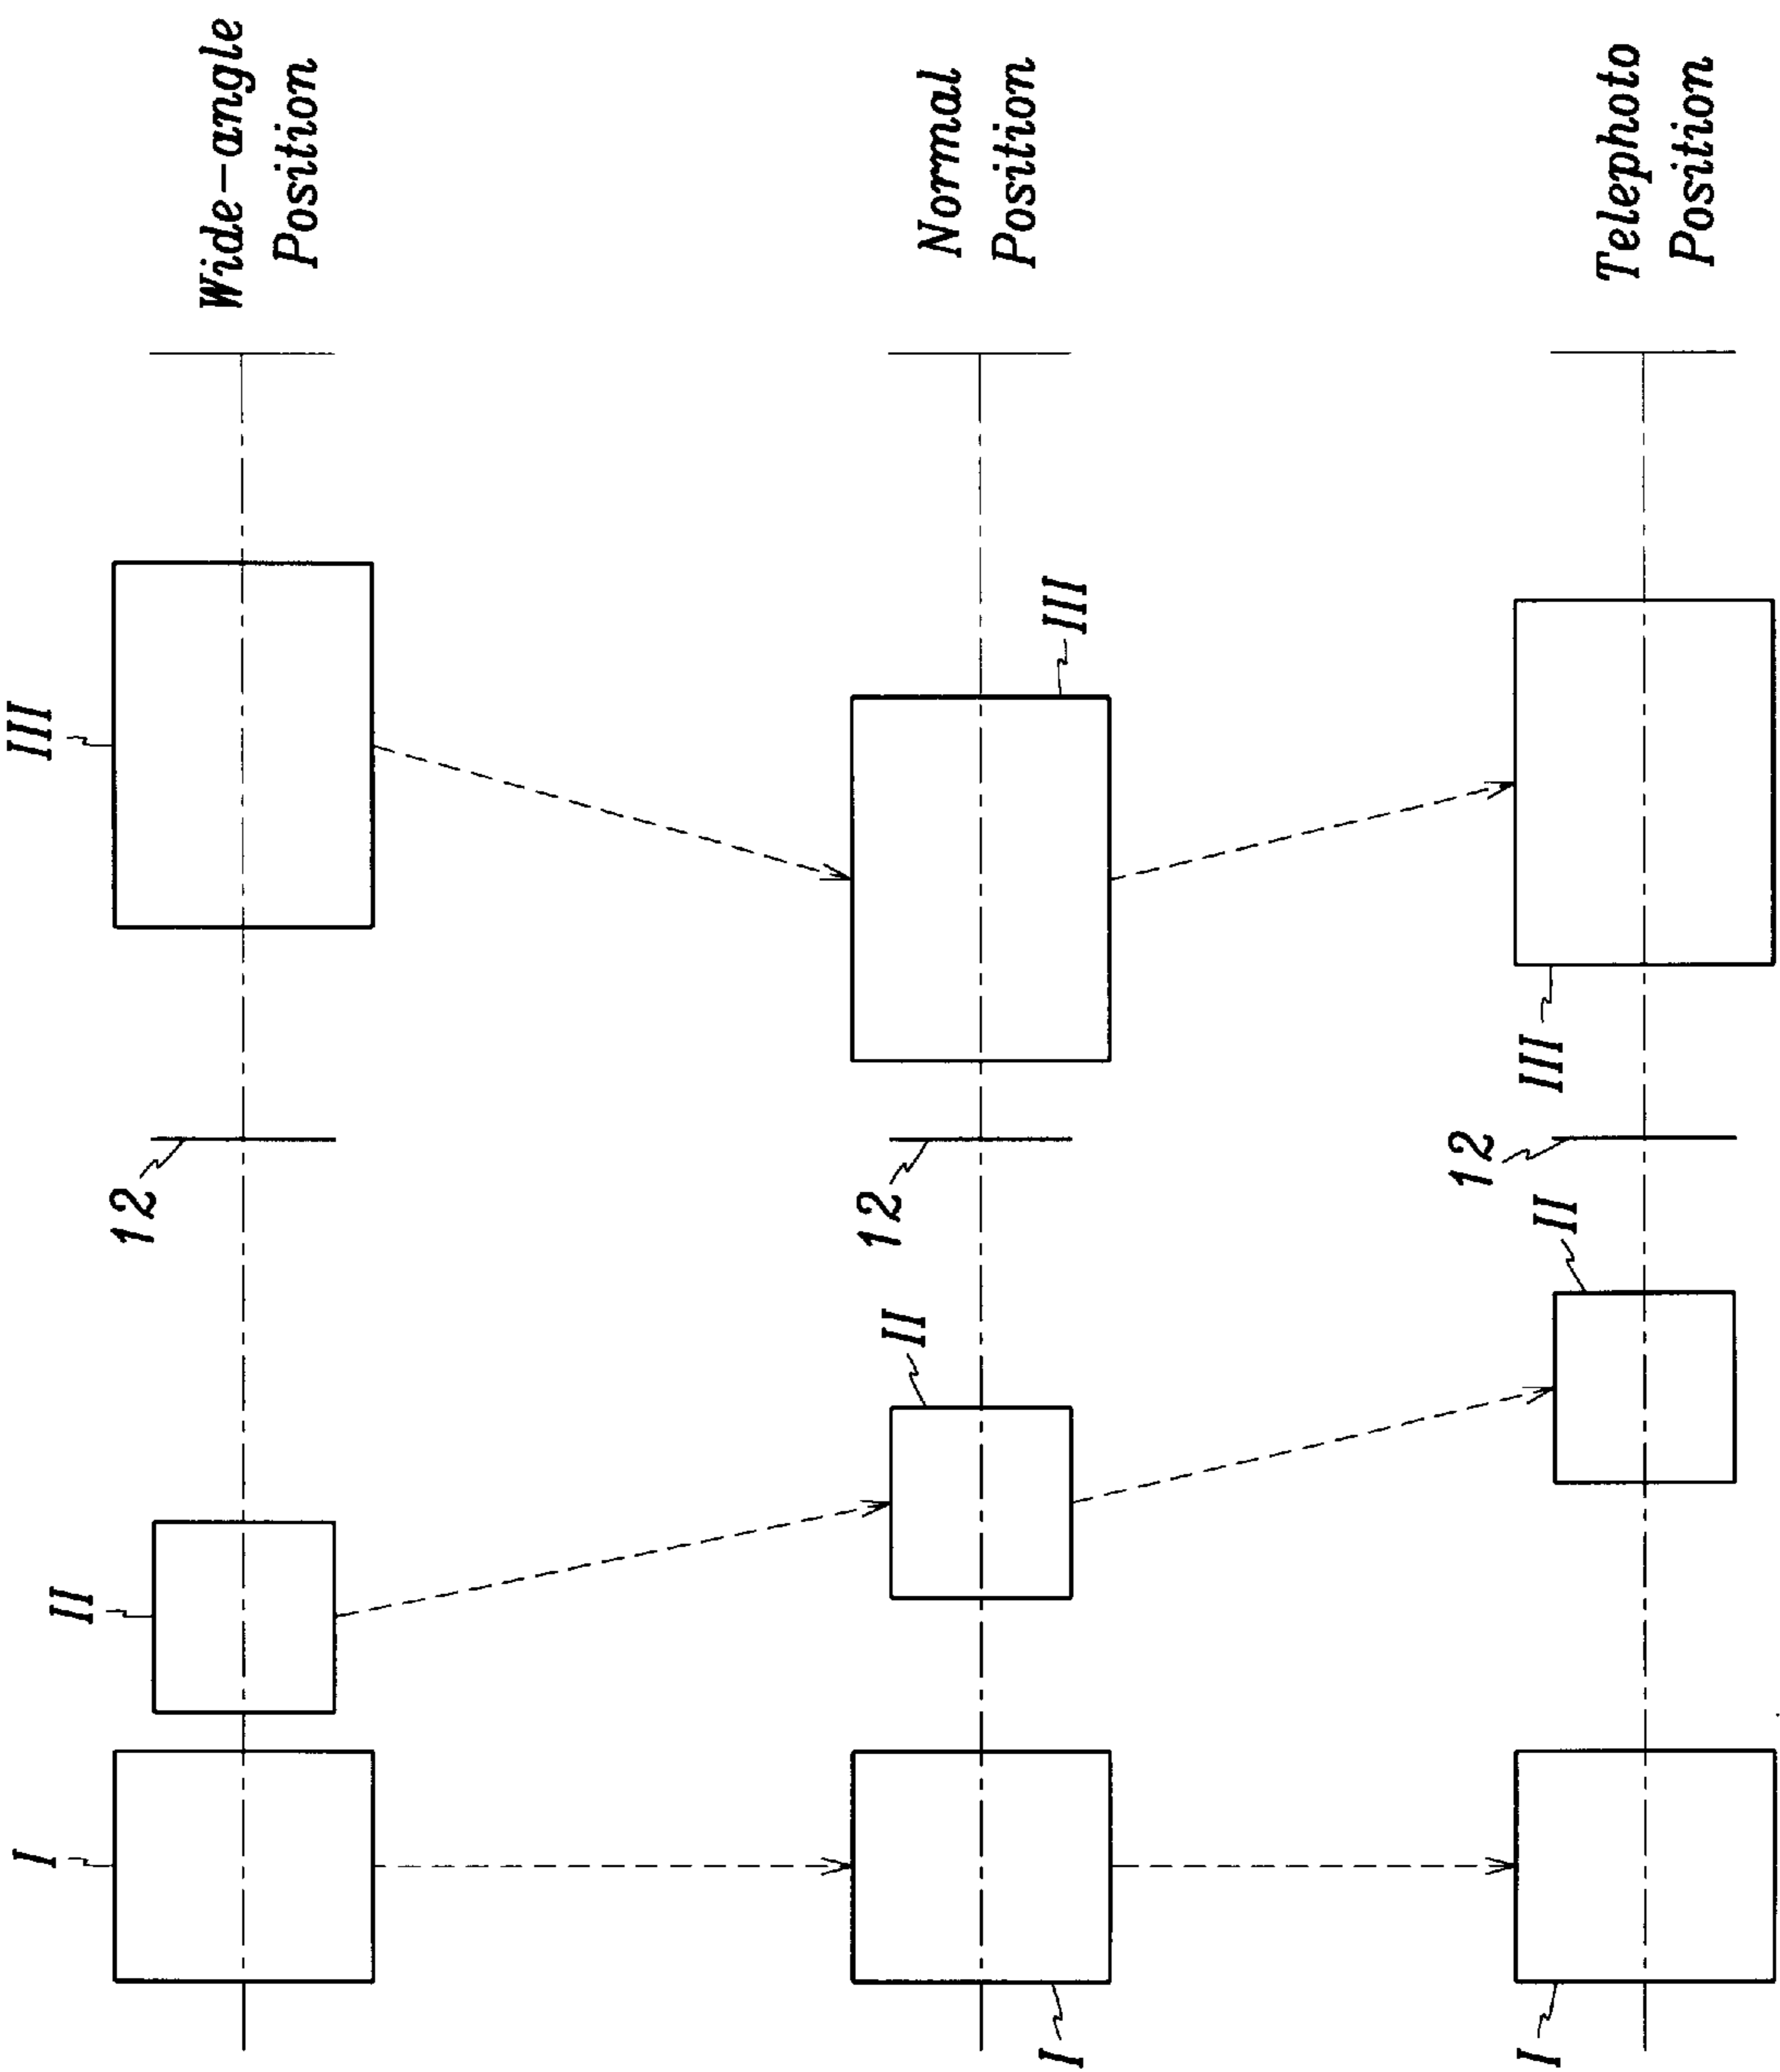 I
II
12
III
Wide-angle
Position
I
II
12
III
Normal
Position
I
II
12
III
Telephoto
Position